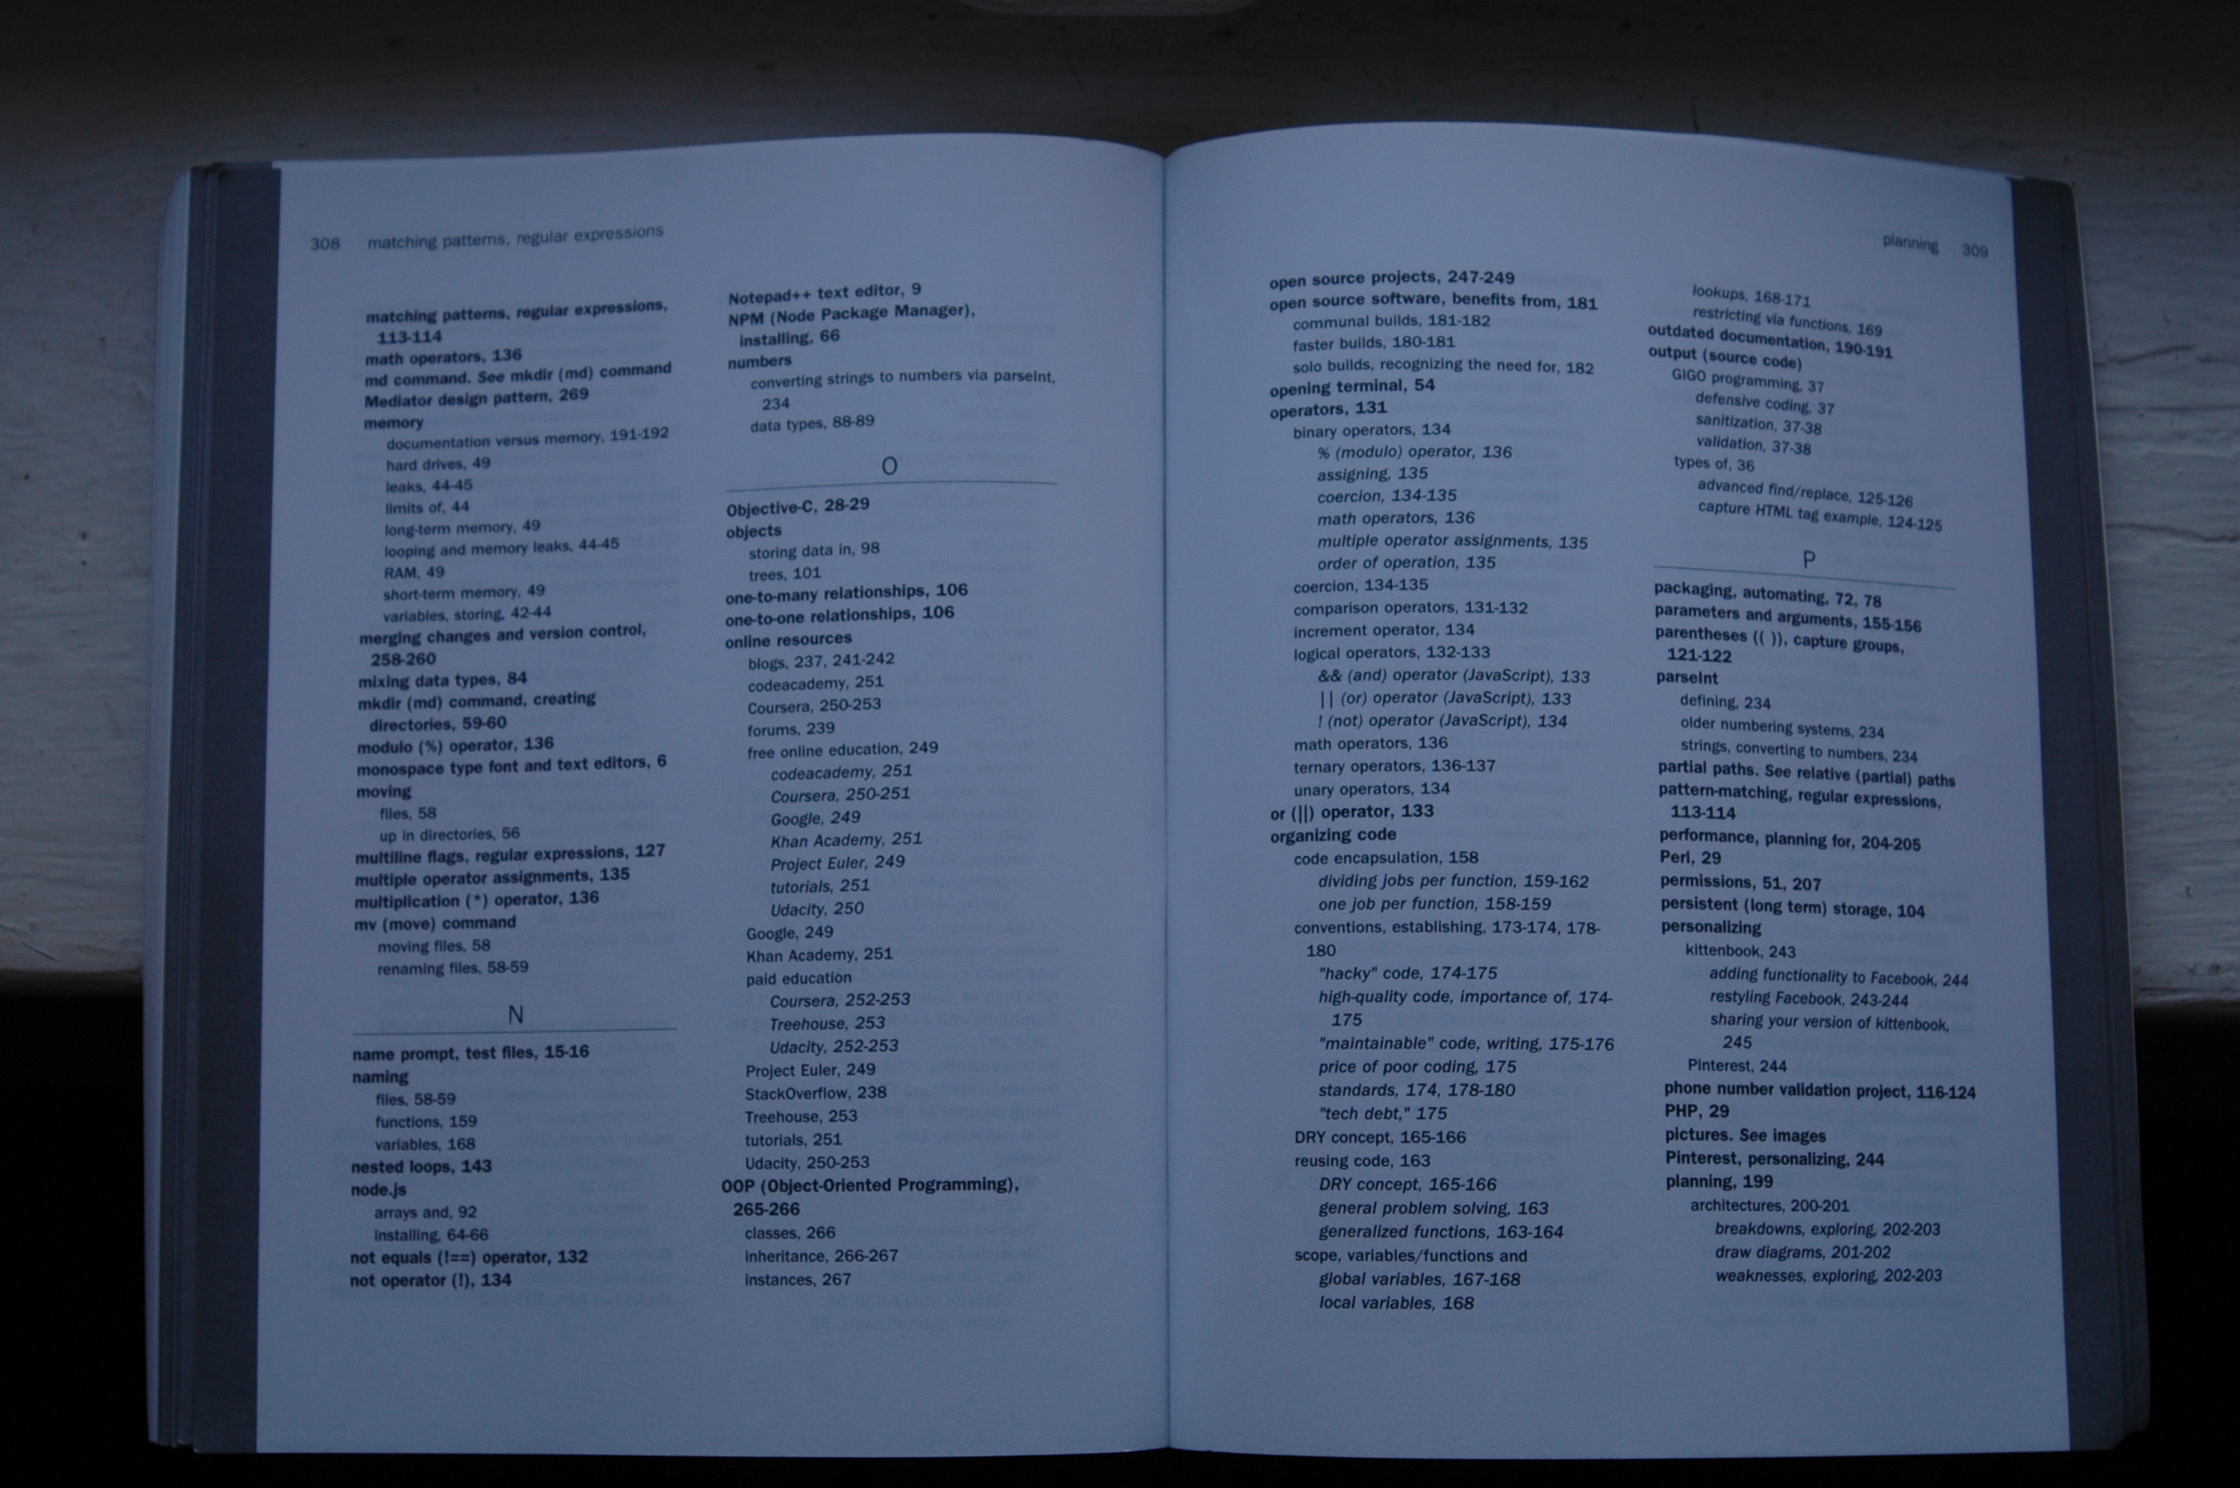 308 matching patterns, regular expressions
matching patterns, regular expressions,
113-114
math operators, 136
md command. See mkdir (md) command
Mediator design pattern, 269
memory
documentation versus memory, 191-192
hard drives, 49
leaks, 44-45
limits of, 44
long-term memory, 49
looping and memory leaks, 44-45
RAM, 49
short-term memory, 49
variables, storing, 42-44
merging changes and version control,
258-260
mixing data types, 84
mkdir (md) command, creating
directories, 59-60
modulo (%) operator, 136
monospace type font and text editors, 6
moving
files, 58
up in directories, 56
multiline flags, regular expressions, 127
multiple operator assignments, 135
multiplication (*) operator, 136
mv (move) command
moving files, 58
renaming files, 58-59
N
name prompt, test files, 15-16
naming
files, 58-59
functions, 159
variables, 168
nested loops, 143
node.js
arrays and, 92
installing, 64-66
not equals (!==) operator, 132
not operator (!), 134
Notepad++ text editor, 9
NPM (Node Package Manager),
installing, 66
numbers
converting strings to numbers via parseInt,
234
data types, 88-89
O
Objective-C, 28-29
objects
storing data in, 98
trees, 101
one-to-many relationships, 106
one-to-one relationships, 106
online resources
blogs, 237, 241-242
codeacademy, 251
Coursera, 250-253
forums, 239
free online education, 249
codeacademy, 251
Coursera, 250-251
Google, 249
Khan Academy, 251
Project Euler, 249
tutorials, 251
Udacity, 250
Google, 249
Khan Academy, 251
paid education
Coursera, 252-253
Treehouse, 253
Udacity, 252-253
Project Euler, 249
StackOverflow, 238
Treehouse, 253
tutorials, 251
Udacity, 250-253
OOP (Object-Oriented Programming),
265-266
classes, 266
inheritance, 266-267
instances, 267
planning 309
open source projects, 247-249
open source software, benefits from, 181
communal builds, 181-182
faster builds, 180-181
solo builds, recognizing the need for, 182
opening terminal, 54
operators, 131
binary operators, 134
% (modulo) operator, 136
assigning, 135
coercion, 134-135
math operators, 136
multiple operator assignments, 135
order of operation, 135
coercion, 134-135
comparison operators, 131-132
increment operator, 134
logical operators, 132-133
&& (and) operator (JavaScript), 133
|| (or) operator (JavaScript), 133
! (not) operator (JavaScript), 134
math operators, 136
ternary operators, 136-137
unary operators, 134
or (||) operator, 133
organizing code
code encapsulation, 158
dividing jobs per function, 159-162
one job per function, 158-159
conventions, establishing, 173-174, 178-
180
"hacky" code, 174-175
high-quality code, importance of, 174-
175
"maintainable" code, writing, 175-176
price of poor coding, 175
standards, 174, 178-180
"tech debt," 175
DRY concept, 165-166
reusing code, 163
DRY concept, 165-166
general problem solving, 163
generalized functions, 163-164
scope, variables/functions and
global variables, 167-168
local variables, 168
lookups, 168-171
restricting via functions, 169
outdated documentation, 190-191
output (source code)
GIGO programming, 37
defensive coding, 37
sanitization, 37-38
validation, 37-38
types of, 36
advanced find/replace, 125-126
capture HTML tag example, 124-125
P
packaging, automating, 72, 78
parameters and arguments, 155-156
parentheses (( )), capture groups,
121-122
parseInt
defining, 234
older numbering systems, 234
strings, converting to numbers, 234
partial paths. See relative (partial) paths
pattern-matching, regular expressions,
113-114
performance, planning for, 204-205
Perl, 29
permissions, 51, 207
persistent (long term) storage, 104
personalizing
kittenbook, 243
adding functionality to Facebook, 244
restyling Facebook, 243-244
sharing your version of kittenbook,
245
Pinterest, 244
phone number validation project, 116-124
PHP, 29
pictures. See images
Pinterest, personalizing, 244
planning, 199
architectures, 200-201
breakdowns, exploring, 202-203
draw diagrams, 201-202
weaknesses, exploring, 202-203